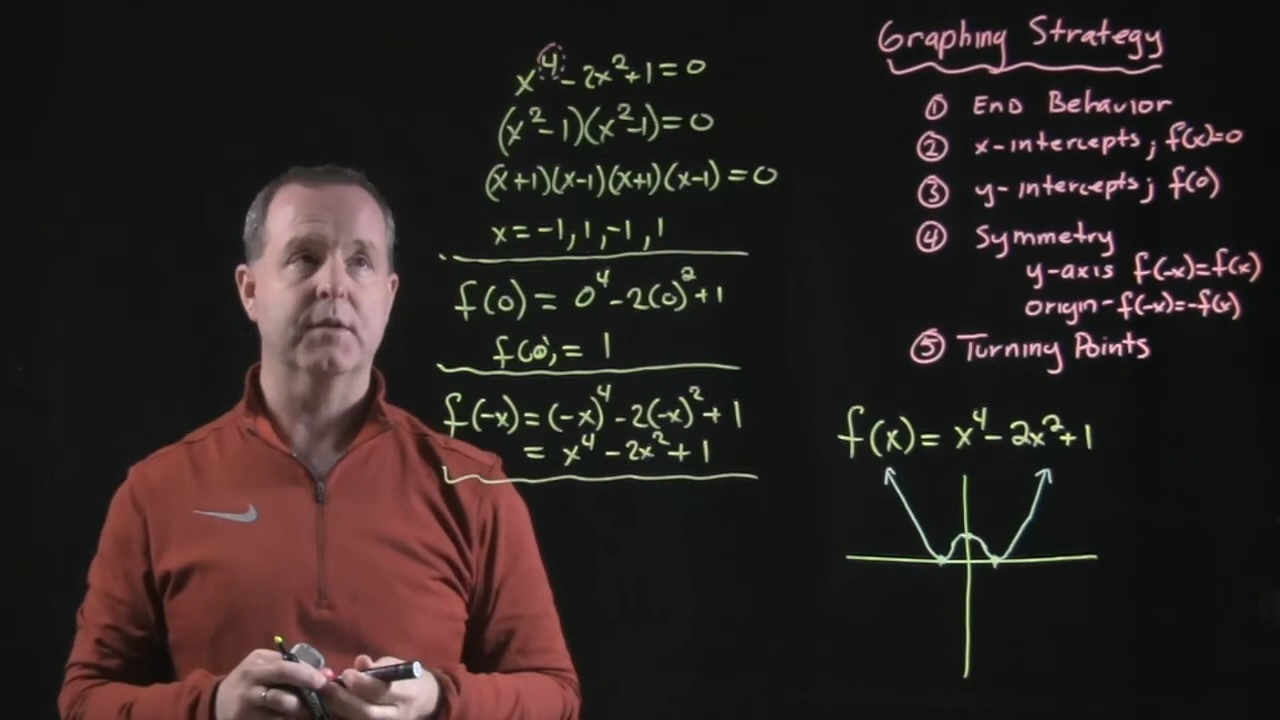 x⁴-2x²+1=0
(x²-1)(x²-1)=0
(x+1)(x-1)(x+1)(x-1)=0
x=-1,1,-1,1
f(0)=0⁴-2(0)²+1
f(0)=1
f(-x)=(-x)⁴-2(-x)²+1
=x⁴-2x²+1
Graphing Strategy
① End Behavior
② x-intercepts; f(x)=0
③ y-intercepts; f(0)
④ Symmetry
y-axis f(-x)=f(x)
origin-f(-x)=-f(x)
⑤ Turning Points
f(x)=x⁴-2x²+1